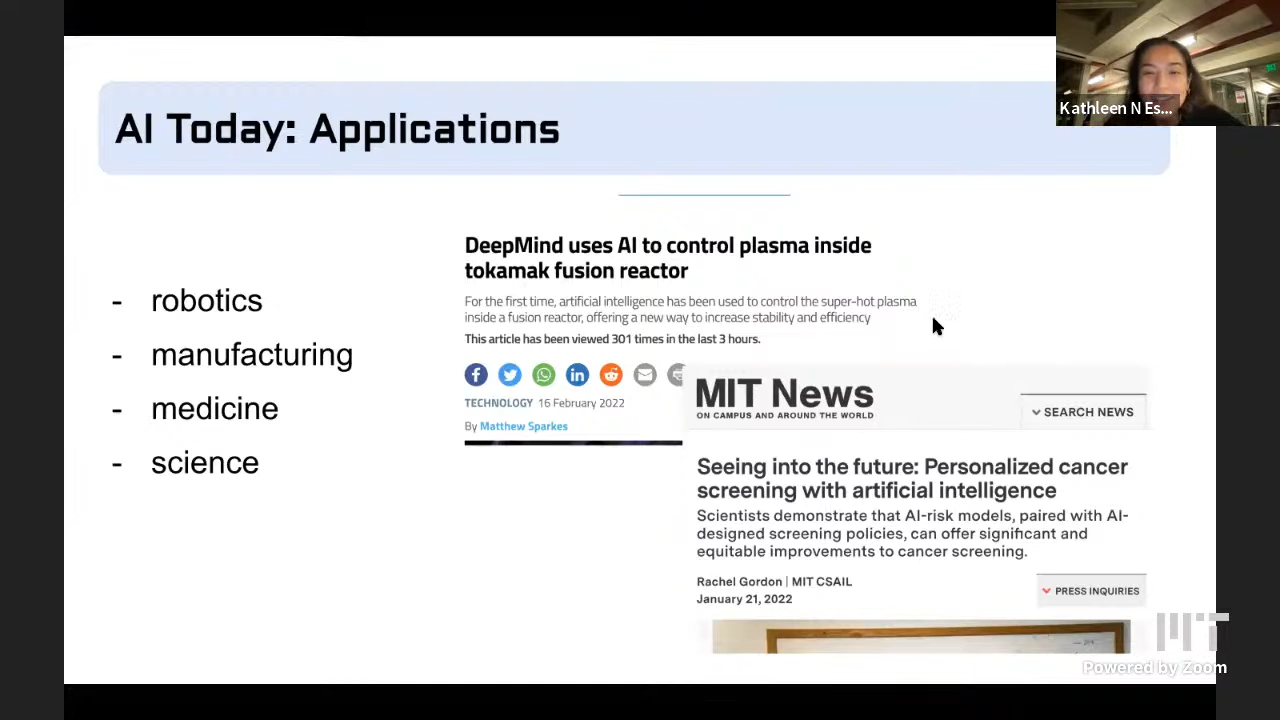 AI Today: Applications
Kathleen N Es...
- robotics
- manufacturing
- medicine
- science
DeepMind uses AI to control plasma inside
tokamak fusion reactor
For the first time, artificial intelligence has been used to control the super-hot plasma
inside a fusion reactor, offering a new way to increase stability and efficiency
This article has been viewed 301 times in the last 3 hours.
TECHNOLOGY 16 February 2022
By Matthew Sparkes
MIT News
ON CAMPUS AND AROUND THE WORLD
SEARCH NEWS
Seeing into the future: Personalized cancer
screening with artificial intelligence
Scientists demonstrate that AI-risk models, paired with AI-
designed screening policies, can offer significant and
equitable improvements to cancer screening.
Rachel Gordon | MIT CSAIL
January 21, 2022
PRESS INQUIRIES
MIT
Powered by Zoom